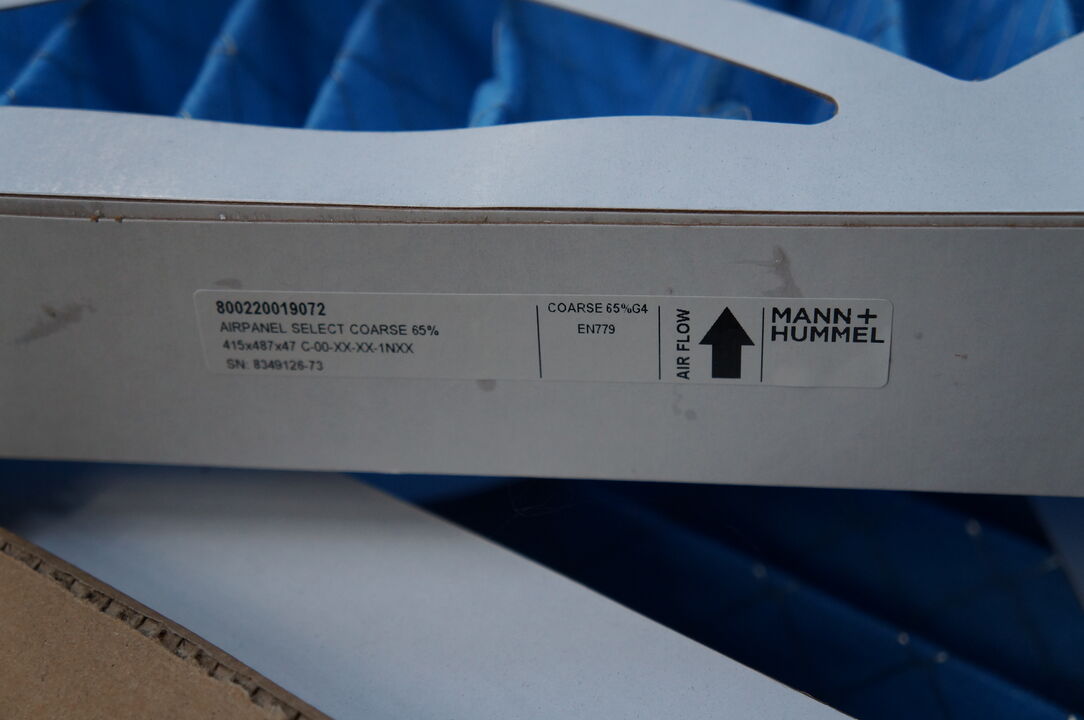 800220019072
AIRPANEL SELECT COARSE 65%
415x487x47 C-00-XX-XX-1NXX
SN: 8349126-73
COARSE 65%G4
EN779
AIR FLOW
MANN+
HUMMEL